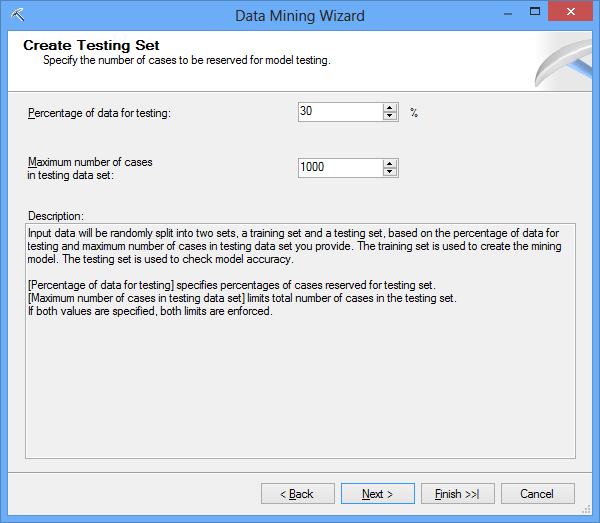 Data Mining Wizard
Create Testing Set
Specify the number of cases to be reserved for model testing.
Percentage of data for testing:
30
%
Maximum number of cases
in testing data set:
1000
Description:
Input data will be randomly split into two sets, a training set and a testing set, based on the percentage of data for
testing and maximum number of cases in testing data set you provide. The training set is used to create the mining
model. The testing set is used to check model accuracy.
[Percentage of data for testing] specifies percentages of cases reserved for testing set.
[Maximum number of cases in testing data set] limits total number of cases in the testing set.
If both values are specified, both limits are enforced.
< Back
Next >
Finish >>|
Cancel